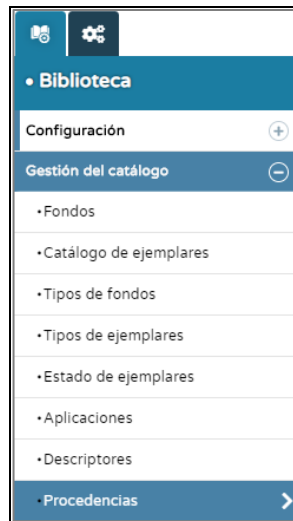 • Biblioteca
Configuración
Gestión del catálogo
•Fondos
•Catálogo de ejemplares
•Tipos de fondos
•Tipos de ejemplares
•Estado de ejemplares
•Aplicaciones
•Descriptores
•Procedencias